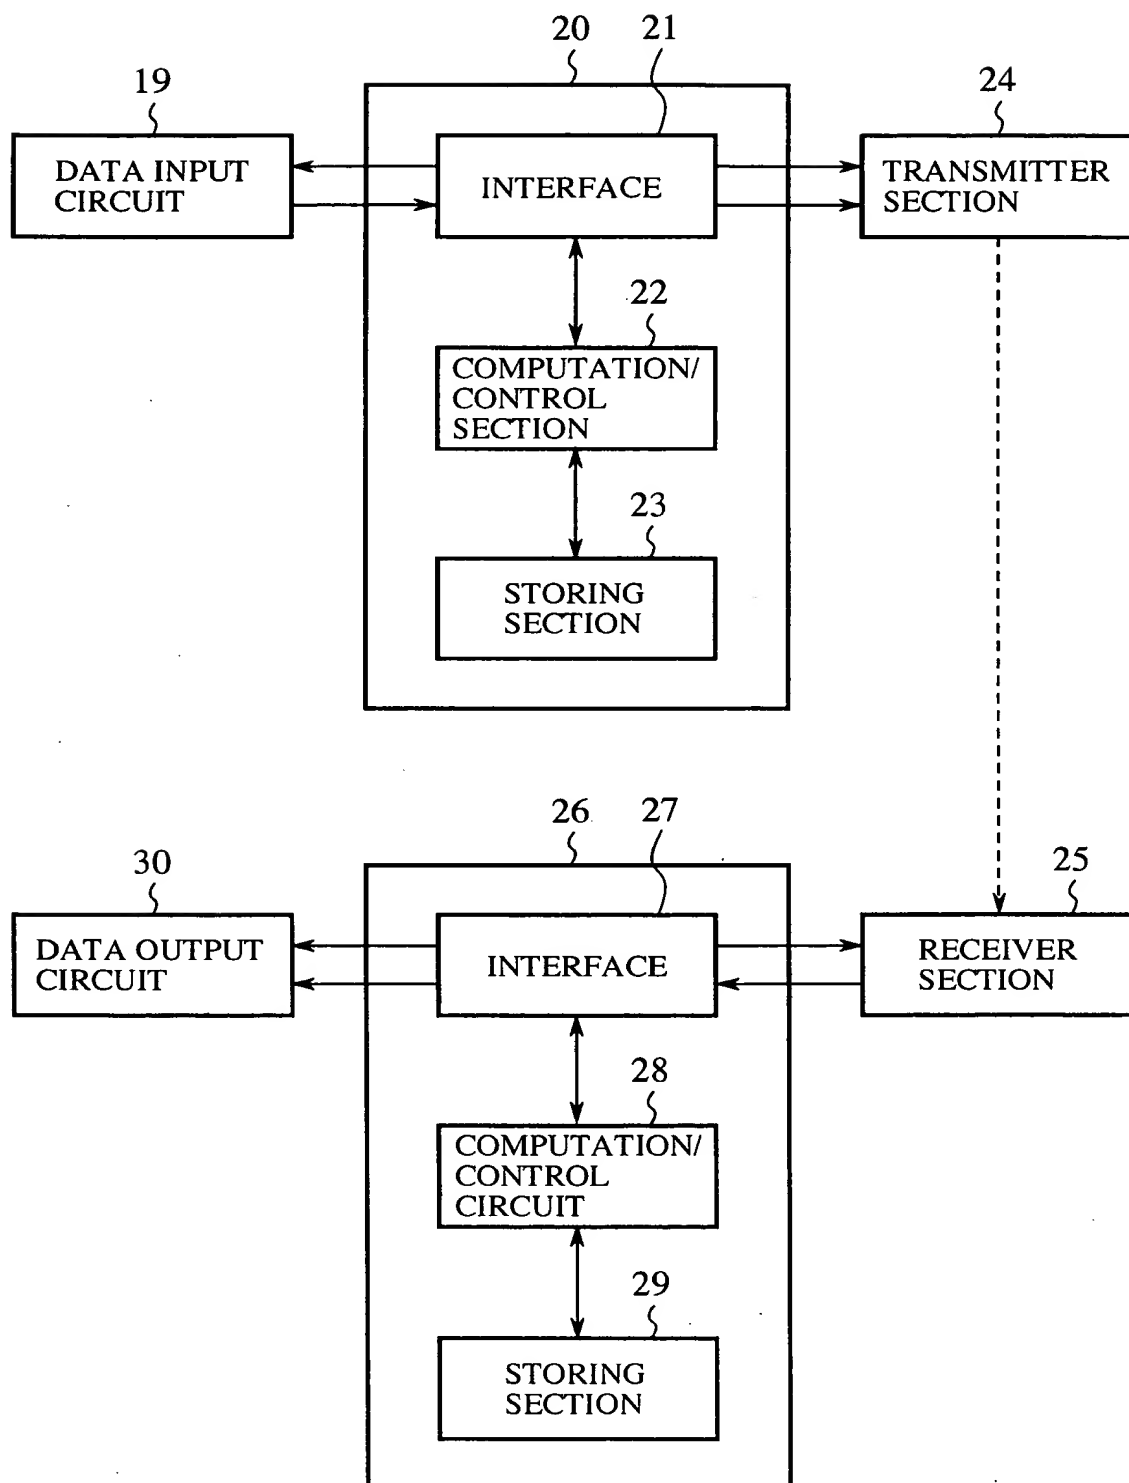 20
21
19
24
DATA INPUT
CIRCUIT
INTERFACE
TRANSMITTER
SECTION
22
COMPUTATION/
CONTROL
SECTION
23
STORING
SECTION
26
27
30
25
DATA OUTPUT
CIRCUIT
INTERFACE
RECEIVER
SECTION
28
COMPUTATION/
CONTROL
CIRCUIT
29
STORING
SECTION